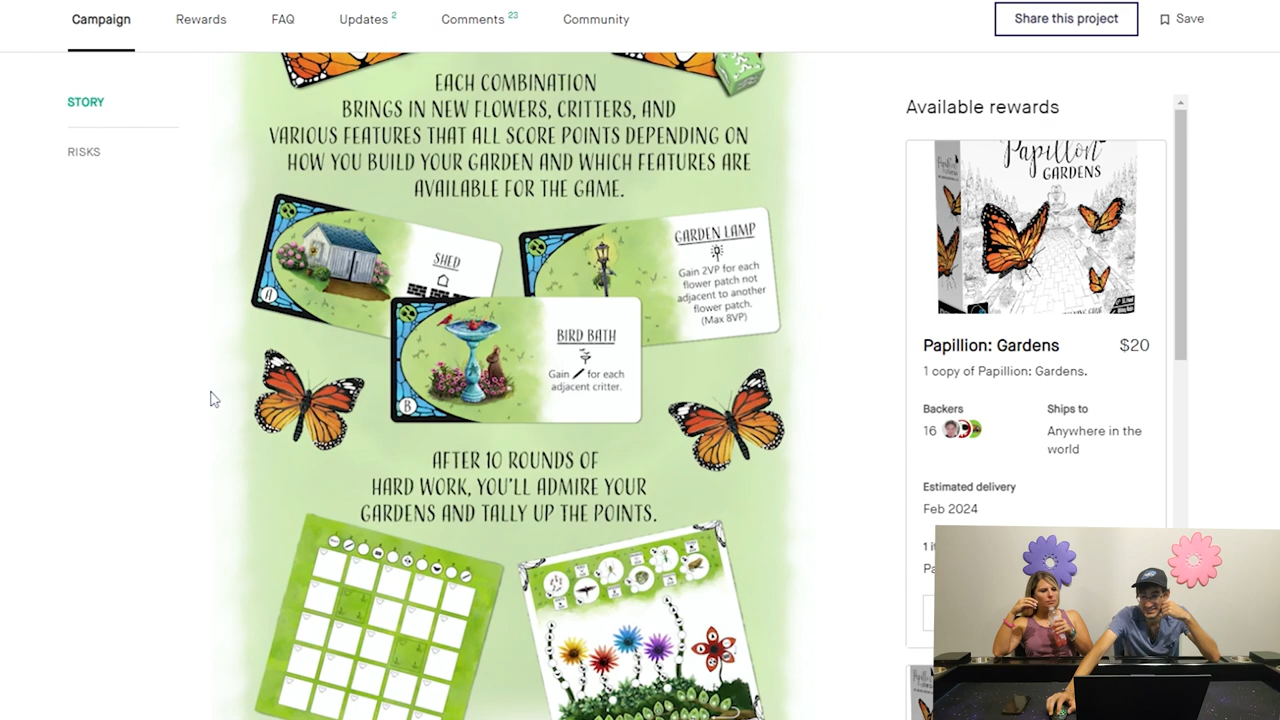 Campaign
Rewards
FAQ
Updates 2
Comments 23
Community
Share this project
Save
STORY
RISKS
EACH COMBINATION
BRINGS IN NEW FLOWERS, CRITTERS, AND
VARIOUS FEATURES THAT ALL SCORE POINTS DEPENDING ON
HOW YOU BUILD YOUR GARDEN AND WHICH FEATURES ARE
AVAILABLE FOR THE GAME.
SHED
A
GARDEN LAMP
Gain 2VP for each
flower patch not
adjacent to another
flower patch.
(Max 8VP)
BIRD BATH
Gain for each
adjacent critter.
B
AFTER 10 ROUNDS OF
HARD WORK, YOU'LL ADMIRE YOUR
GARDENS AND TALLY UP THE POINTS.
Available rewards
Papillon
GARDENS
Papillion: Gardens
$20
1 copy of Papillion: Gardens.
Backers
16
Ships to
Anywhere in the
world
Estimated delivery
Feb 2024